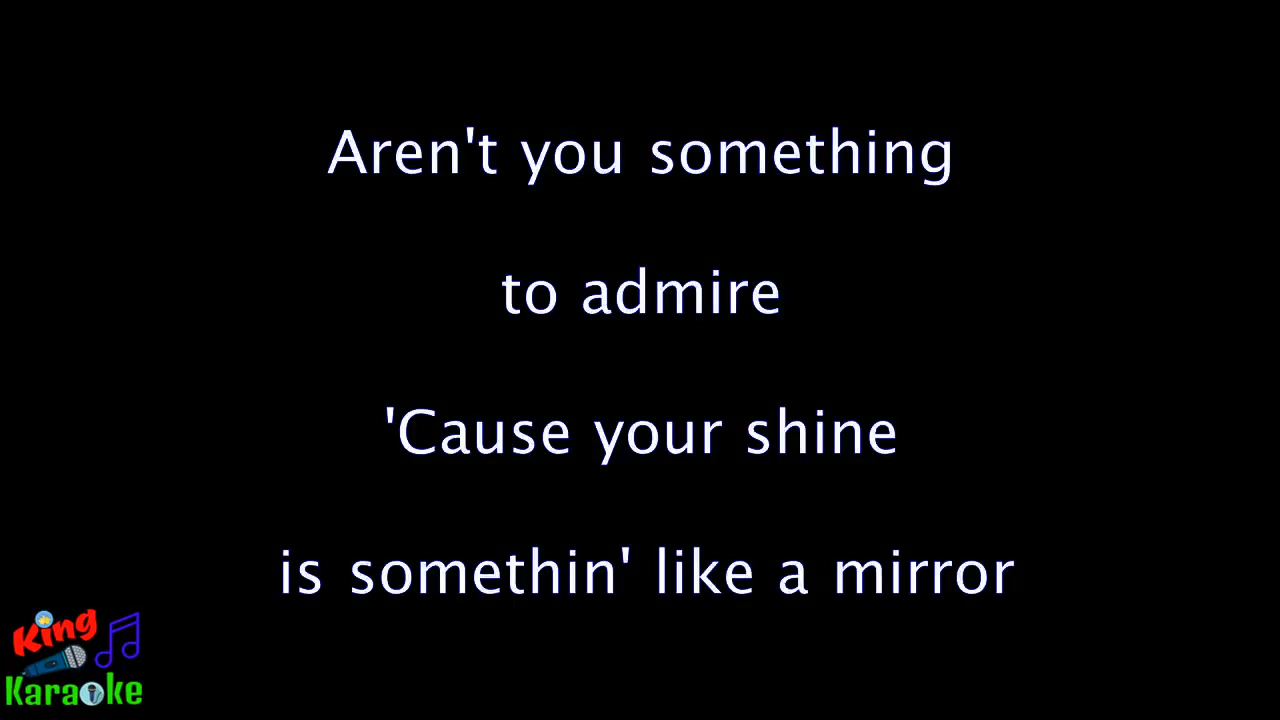 Aren't you something
to admire
'Cause your shine
is somethin' like a mirror
King
Karaoke